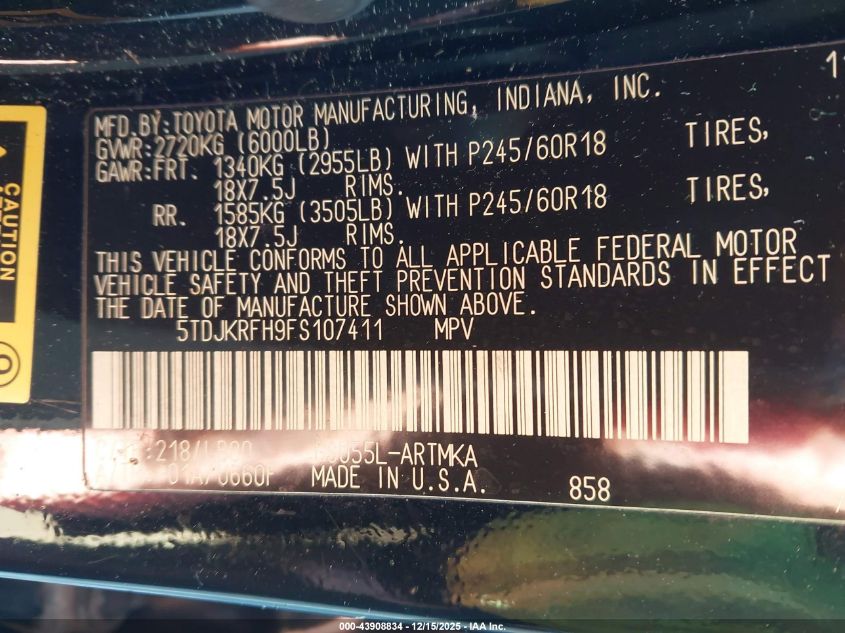 11
MFD.BY:TOYOTA MOTOR MANUFACTURING, INDIANA, INC.
GVWR:2720KG (6000LB)
GAWR:FRT. 1340KG (2955LB) WITH P245/60R18 TIRES,
18X7.5J RIMS.
RR. 1585KG (3505LB) WITH P245/60R18 TIRES,
18X7.5J RIMS.
THIS VEHICLE CONFORMS TO ALL APPLICABLE FEDERAL MOTOR
VEHICLE SAFETY AND THEFT PREVENTION STANDARDS IN EFFECT
THE DATE OF MANUFACTURE SHOWN ABOVE.
5TDJKRFH9FS107411 MPV
:218/ L-ARTMKA
MADE IN U.S.A. 858
CAUTION
000-43908834 • 12/15/2025 • IAA Inc.